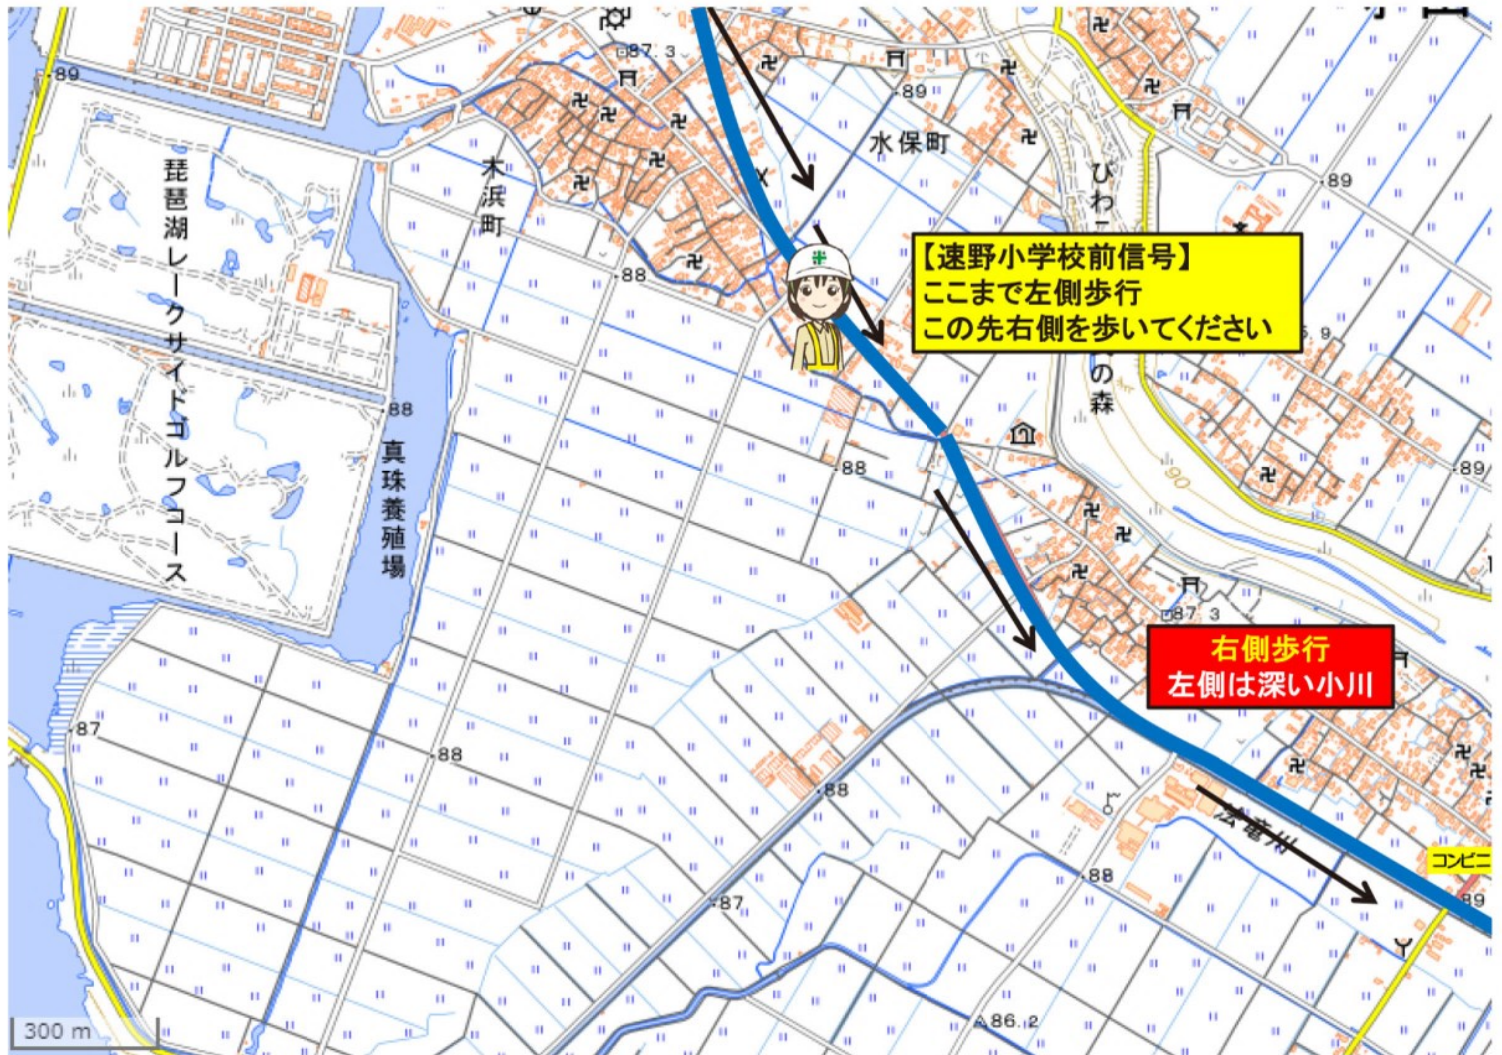 87.3
89
89
水保町
琵琶湖レークサイドゴルフコース
木浜町
びわこ
89
88
【速野小学校前信号】
ここまで左側歩行
この先右側を歩いてください
9
の森
88
真珠養殖場
88
89
90
87.3
右側歩行
左側は深い小川
87
88
88
法竜川
コンビニ
88
89
87
86.2
300 m